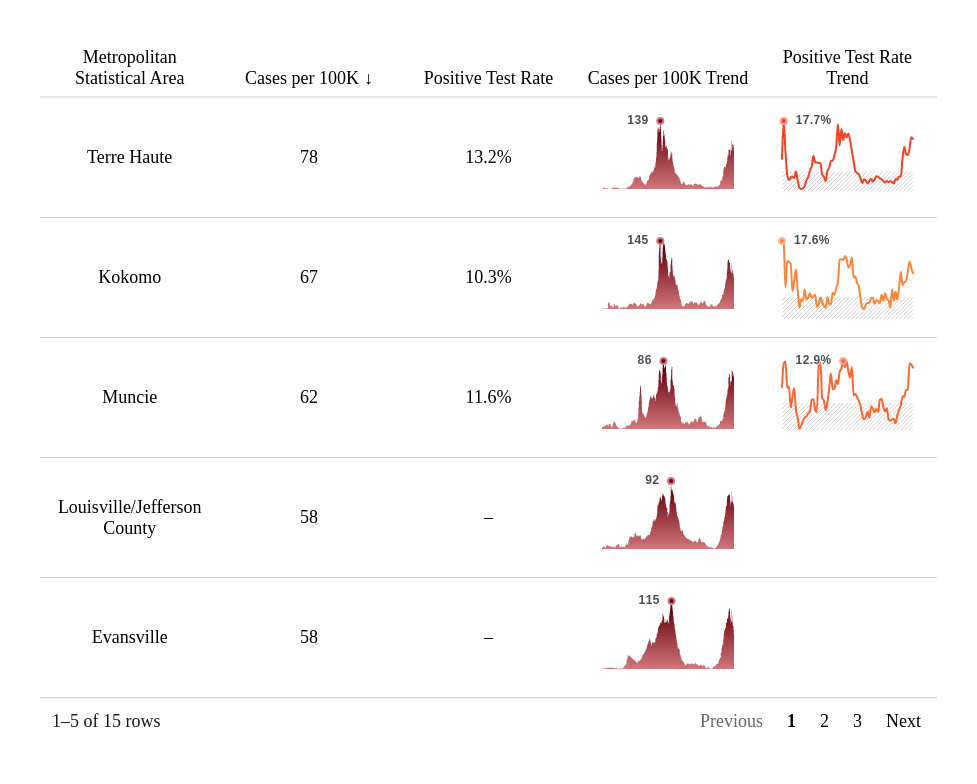 Metropolitan
Statistical Area
Cases per 100K ↓
Positive Test Rate
Cases per 100K Trend
Positive Test Rate
Trend
Terre Haute
78
13.2%
139
17.7%
Kokomo
67
10.3%
145
17.6%
Muncie
62
11.6%
86
12.9%
Louisville/Jefferson
County
58
–
92
Evansville
58
–
115
1–5 of 15 rows
Previous 1 2 3 Next